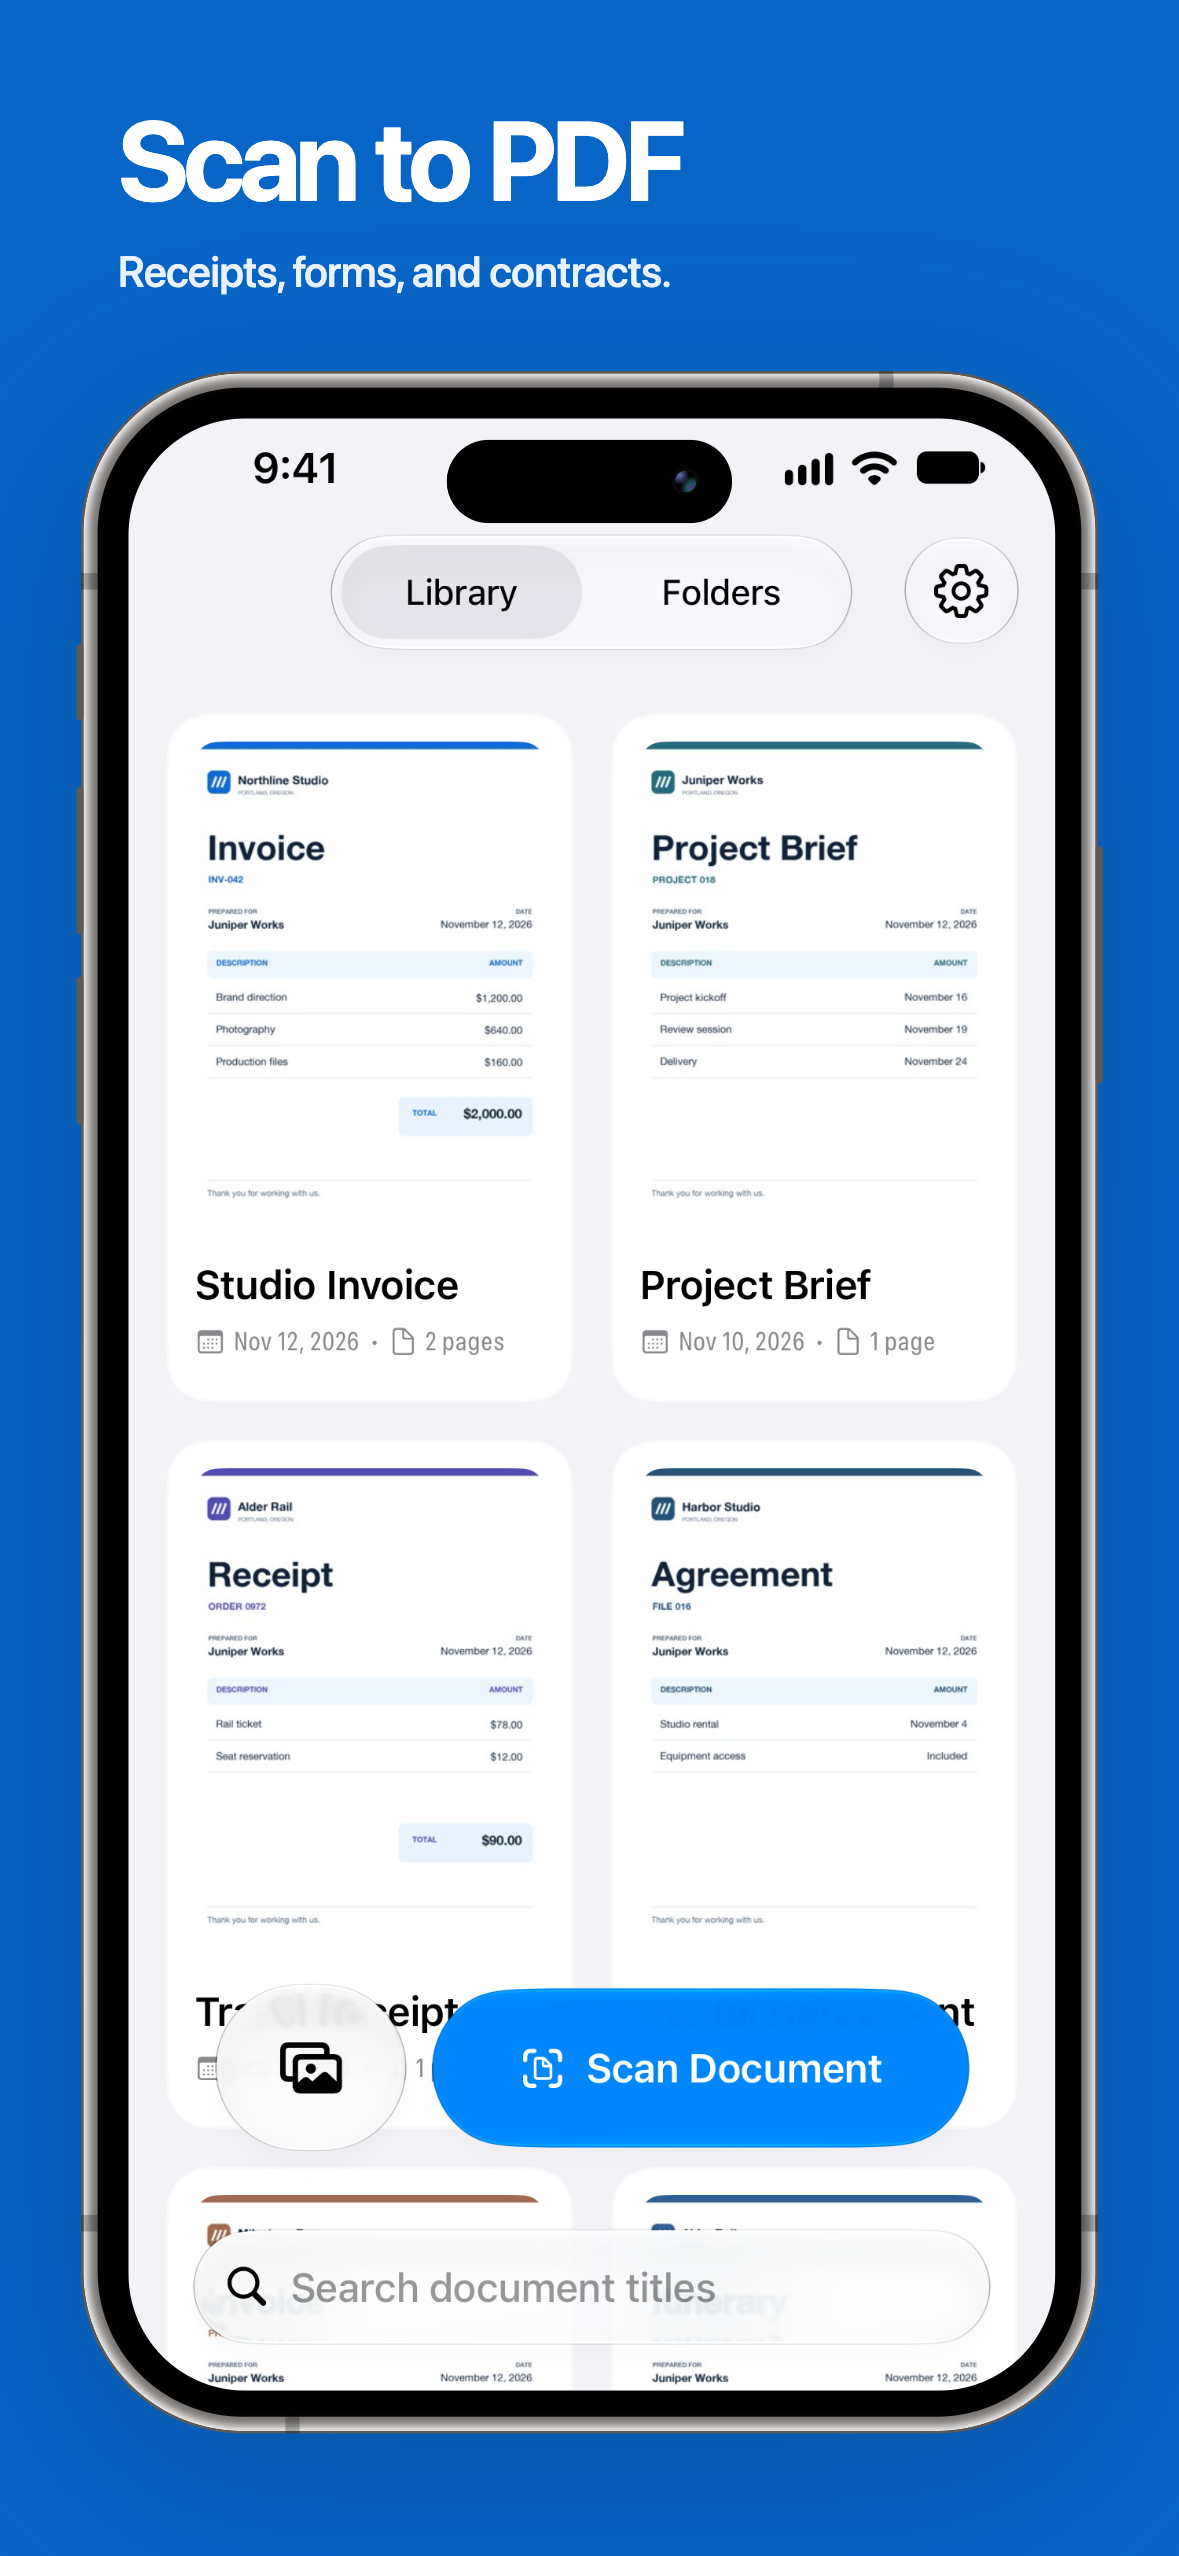 Scan to PDF
Receipts, forms, and contracts.
9:41
Library
Folders
Northline Studio
PORTLAND, OREGON
Invoice
INV-042
PREPARED FOR
DATE
Juniper Works
November 12, 2026
DESCRIPTION
AMOUNT
Brand direction
$1,200.00
Photography
$640.00
Production files
$160.00
TOTAL
$2,000.00
Thank you for working with us.
Studio Invoice
Nov 12, 2026 • 2 pages
Juniper Works
PORTLAND, OREGON
Project Brief
PROJECT 018
PREPARED FOR
DATE
Juniper Works
November 12, 2026
DESCRIPTION
AMOUNT
Project kickoff
November 16
Review session
November 19
Delivery
November 24
Thank you for working with us.
Project Brief
Nov 10, 2026 • 1 page
Alder Rail
PORTLAND, OREGON
Receipt
ORDER 0972
PREPARED FOR
DATE
Juniper Works
November 12, 2026
DESCRIPTION
AMOUNT
Rail ticket
$78.00
Seat reservation
$12.00
TOTAL
$90.00
Thank you for working with us.
Harbor Studio
PORTLAND, OREGON
Agreement
FILE 016
PREPARED FOR
DATE
Juniper Works
November 12, 2026
DESCRIPTION
AMOUNT
Studio rental
November 4
Equipment access
Included
Thank you for working with us.
Scan Document
Search document titles
PREPARED FOR
DATE
Juniper Works
November 12, 2026
PREPARED FOR
DATE
Juniper Works
November 12, 2026